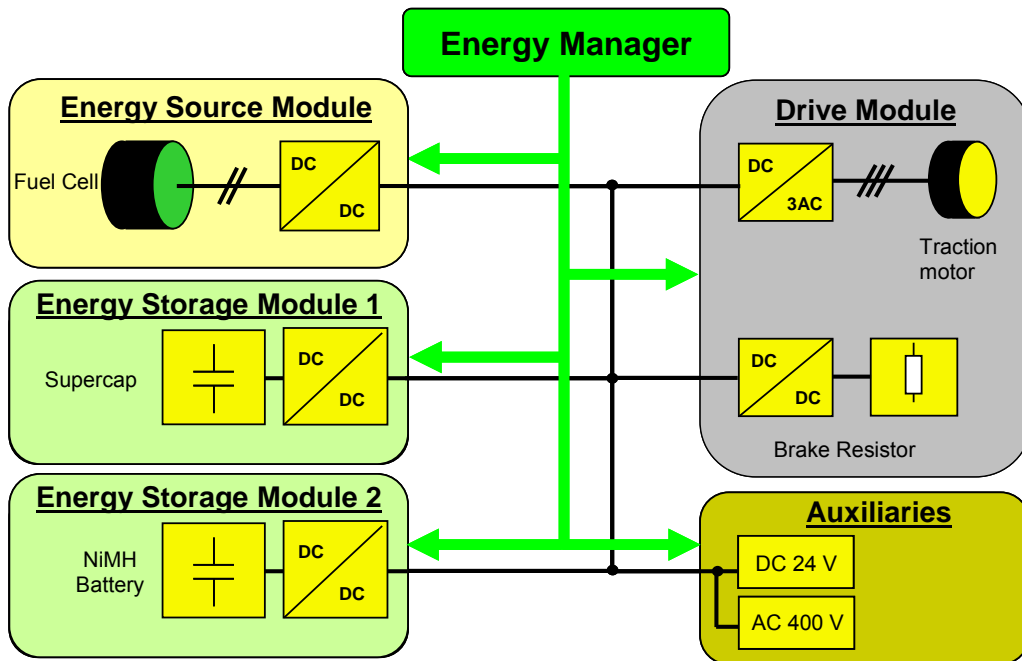 Energy Manager
Energy Source Module
Fuel Cell
DC
DC
Energy Storage Module 1
Supercap
DC
DC
Energy Storage Module 2
NiMH
Battery
DC
DC
Drive Module
DC
3AC
Traction
motor
DC
DC
Brake Resistor
Auxiliaries
DC 24 V
AC 400 V